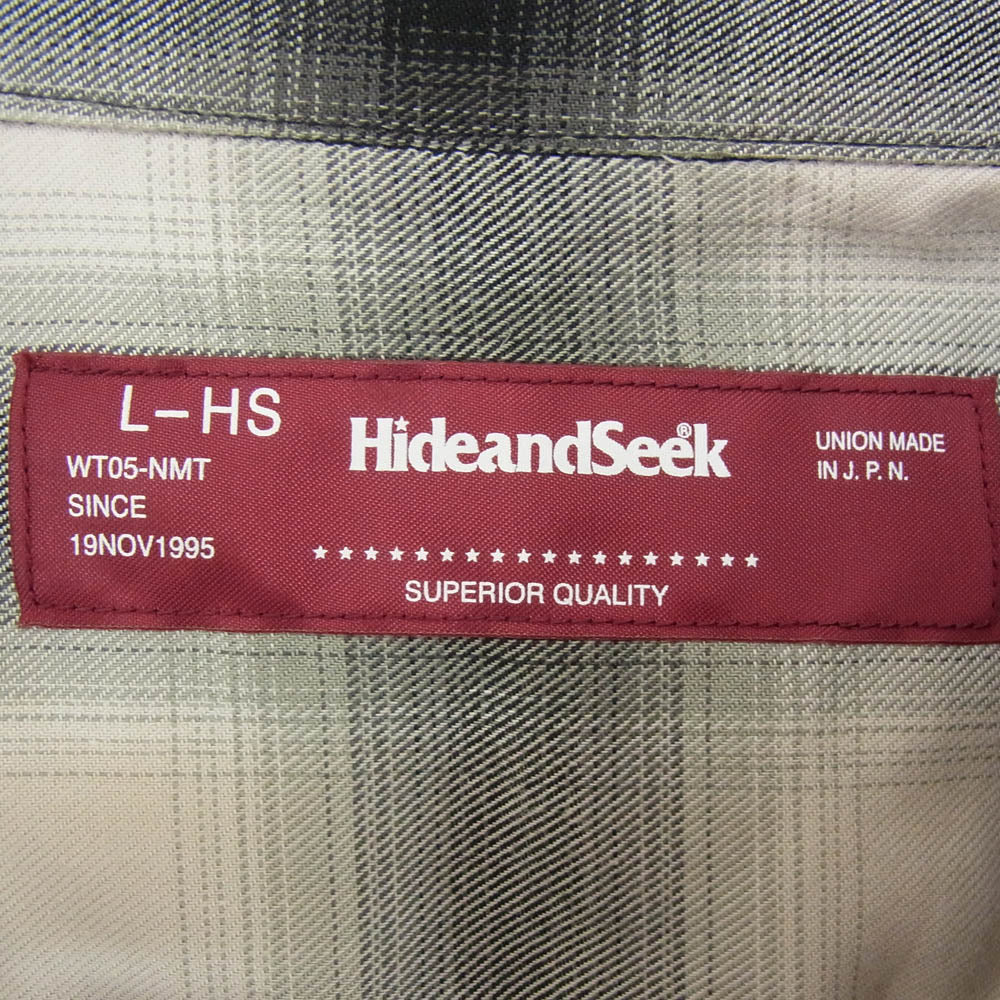 L-HS
WT05-NMT
SINCE
19NOV1995
HideandSeek®
★★★★★★★★★★★★★★★★★★
SUPERIOR QUALITY
UNION MADE
IN J. P. N.